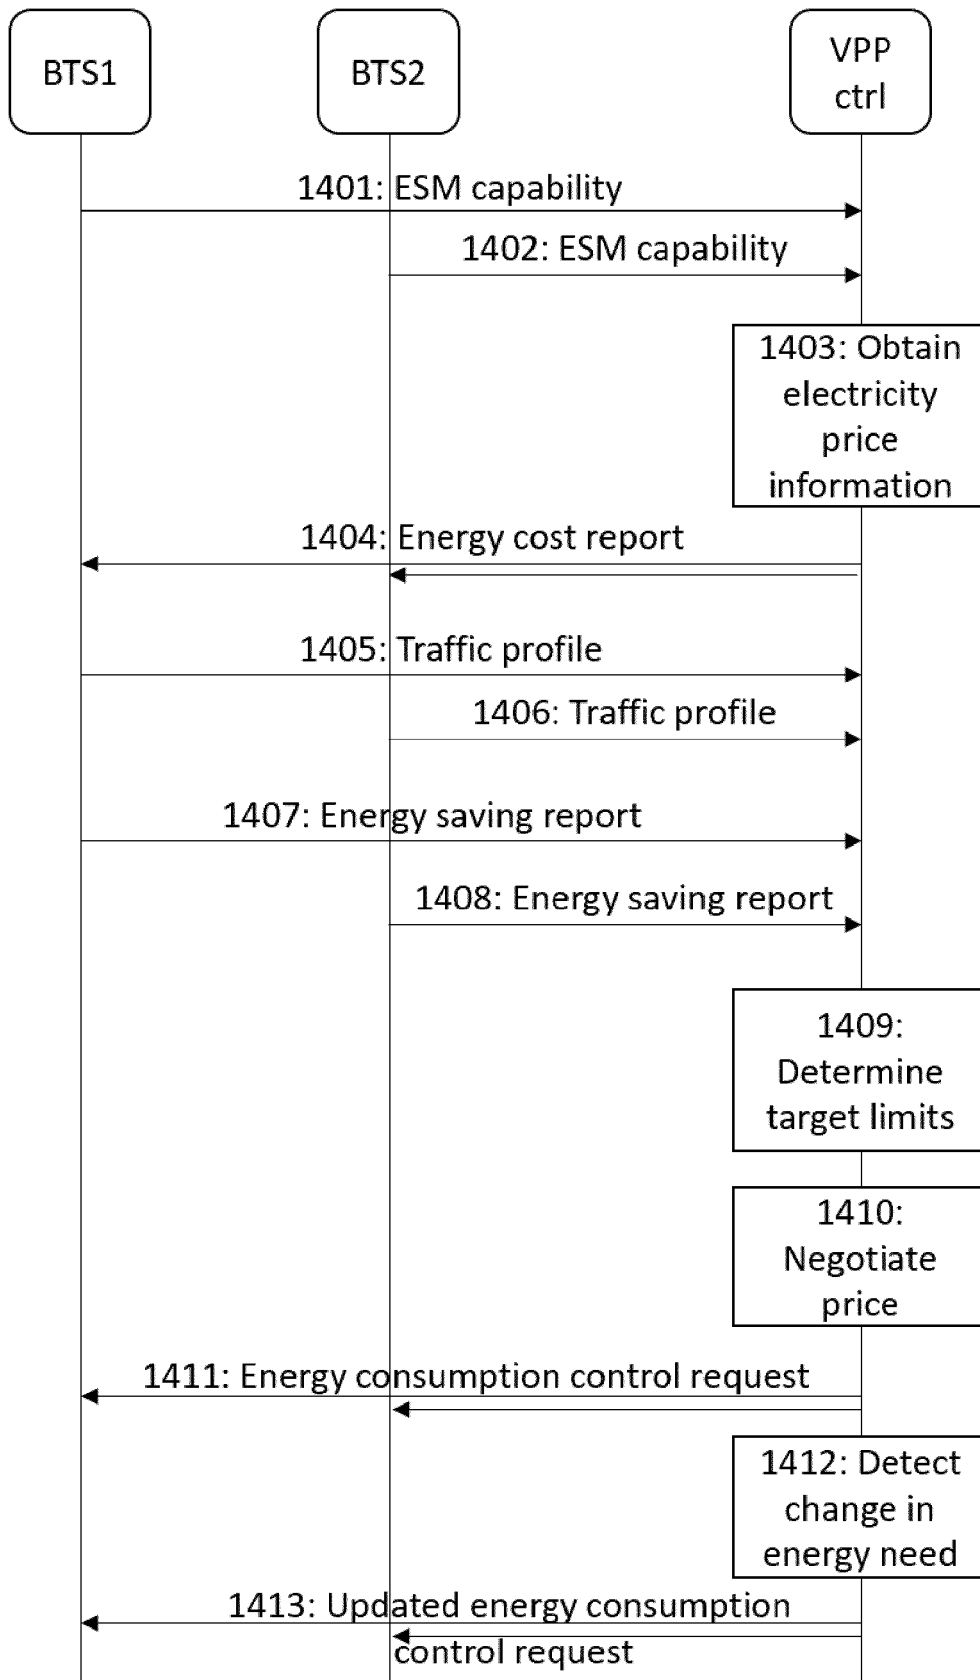 BTS1
BTS2
VPP
ctrl
1401: ESM capability
1402: ESM capability
1403: Obtain
electricity
price
information
1404: Energy cost report
1405: Traffic profile
1406: Traffic profile
1407: Energy saving report
1408: Energy saving report
1409:
Determine
target limits
1410:
Negotiate
price
1411: Energy consumption control request
1412: Detect
change in
energy need
1413: Updated energy consumption
control request